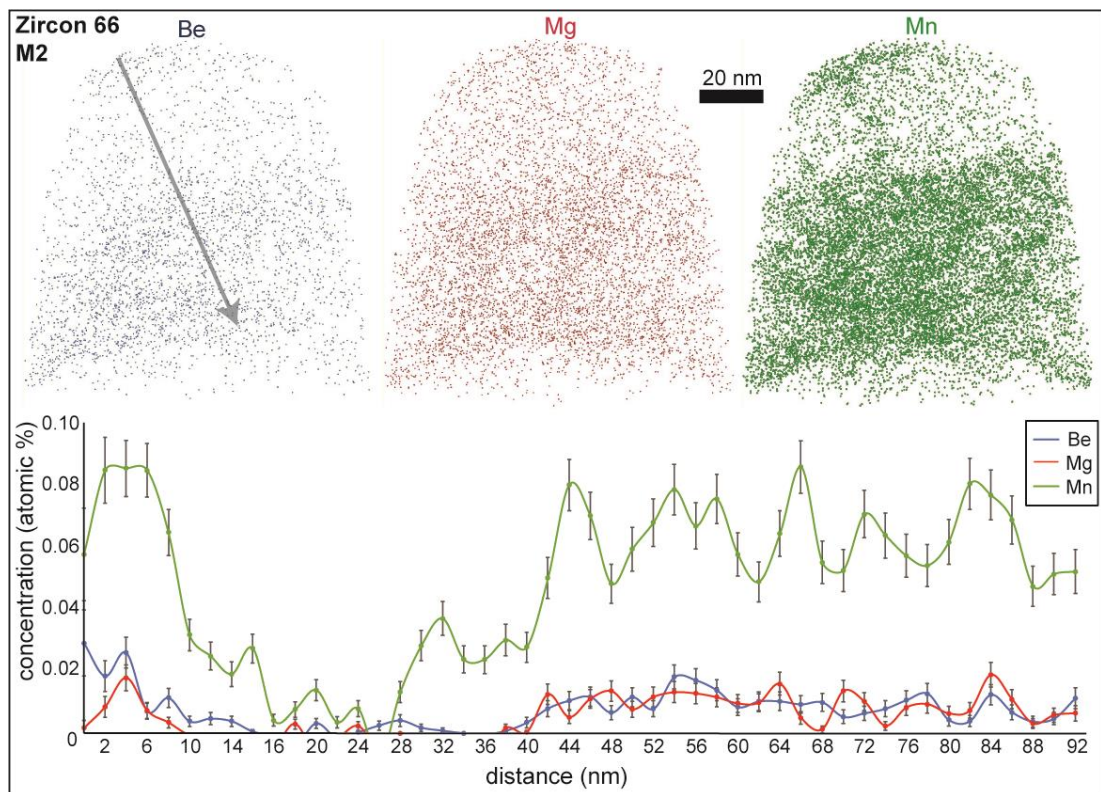 Zircon 66
M2
Be
Mg
Mn
20 nm
concentration (atomic %)
0.10
0.08
0.06
0.04
0.02
0
Be
Mg
Mn
2 6 10 14 16 18 20 24 28 32 36 40 44 48 52 56 60 64 68 72 76 80 84 88 92
distance (nm)